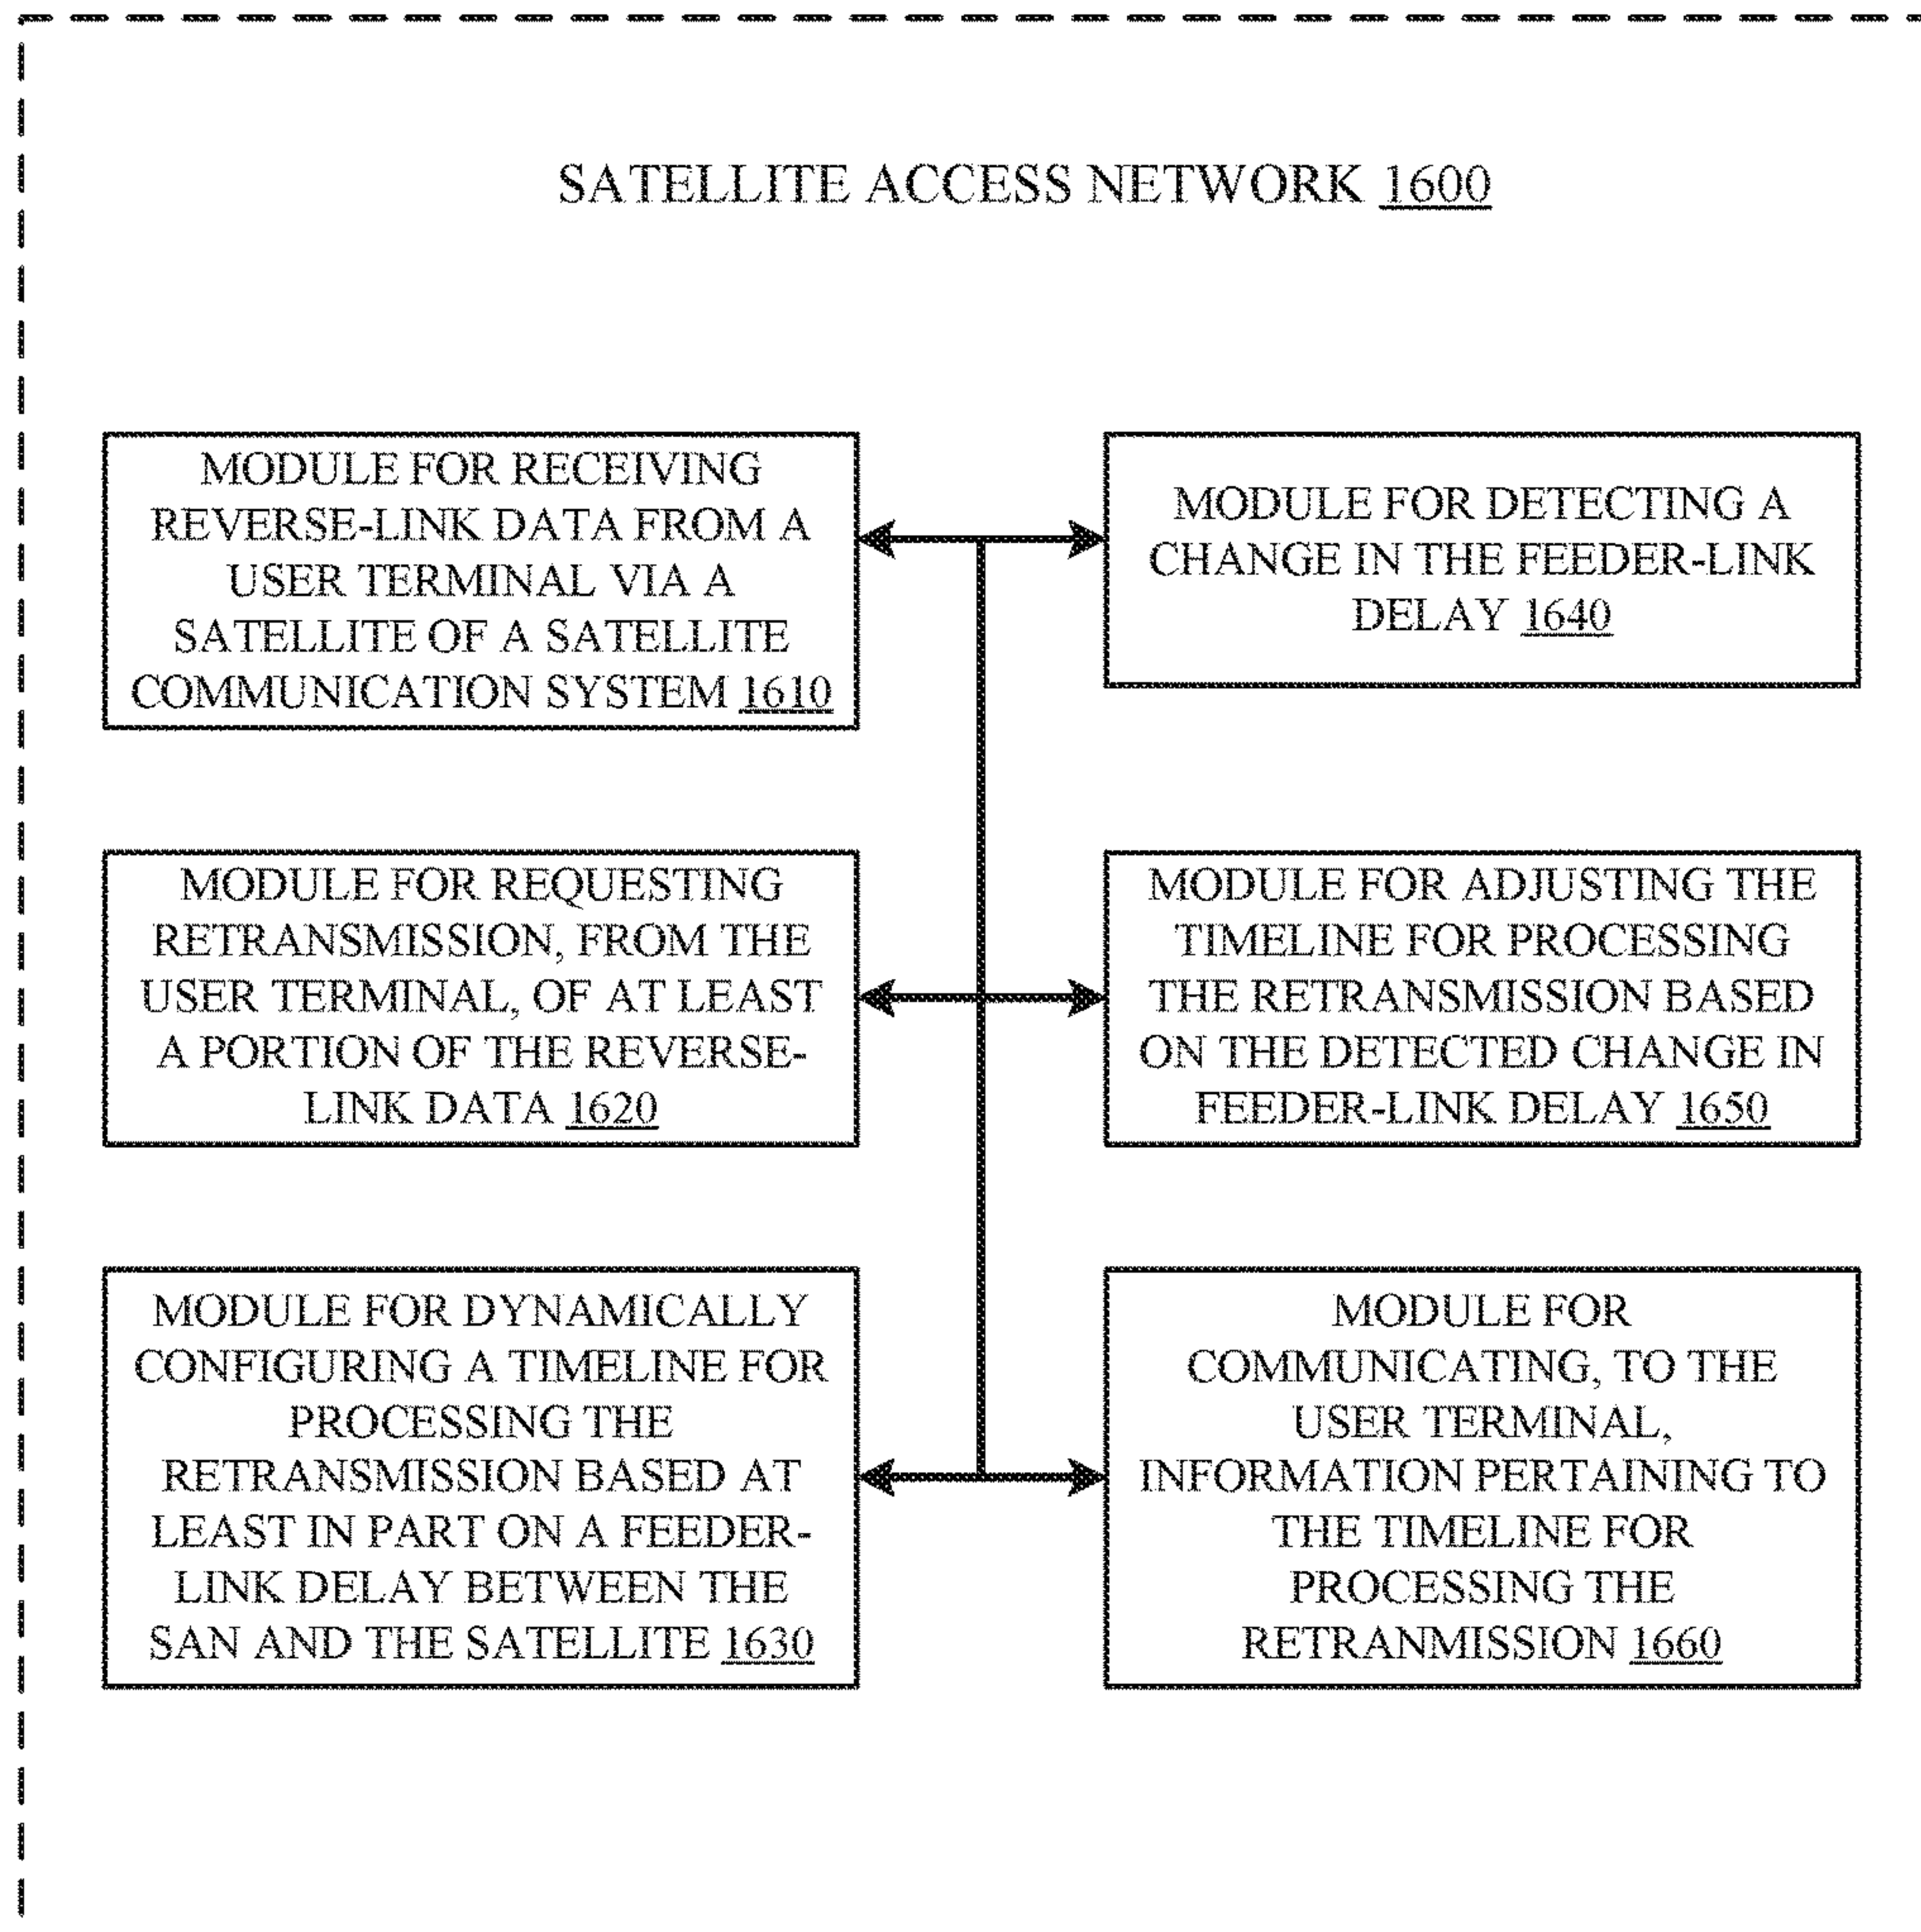 SATELLITE ACCESS NETWORK 1600
MODULE FOR RECEIVING
REVERSE-LINK DATA FROM A
USER TERMINAL VIA A
SATELLITE OF A SATELLITE
COMMUNICATION SYSTEM 1610
MODULE FOR REQUESTING
RETRANSMISSION, FROM THE
USER TERMINAL, OF AT LEAST
A PORTION OF THE REVERSE-
LINK DATA 1620
MODULE FOR DYNAMICALLY
CONFIGURING A TIMELINE FOR
PROCESSING THE
RETRANSMISSION BASED AT
LEAST IN PART ON A FEEDER-
LINK DELAY BETWEEN THE
SAN AND THE SATELLITE 1630
MODULE FOR DETECTING A
CHANGE IN THE FEEDER-LINK
DELAY 1640
MODULE FOR ADJUSTING THE
TIMELINE FOR PROCESSING
THE RETRANSMISSION BASED
ON THE DETECTED CHANGE IN
FEEDER-LINK DELAY 1650
MODULE FOR
COMMUNICATING, TO THE
USER TERMINAL,
INFORMATION PERTAINING TO
THE TIMELINE FOR
PROCESSING THE
RETRANMISSION 1660